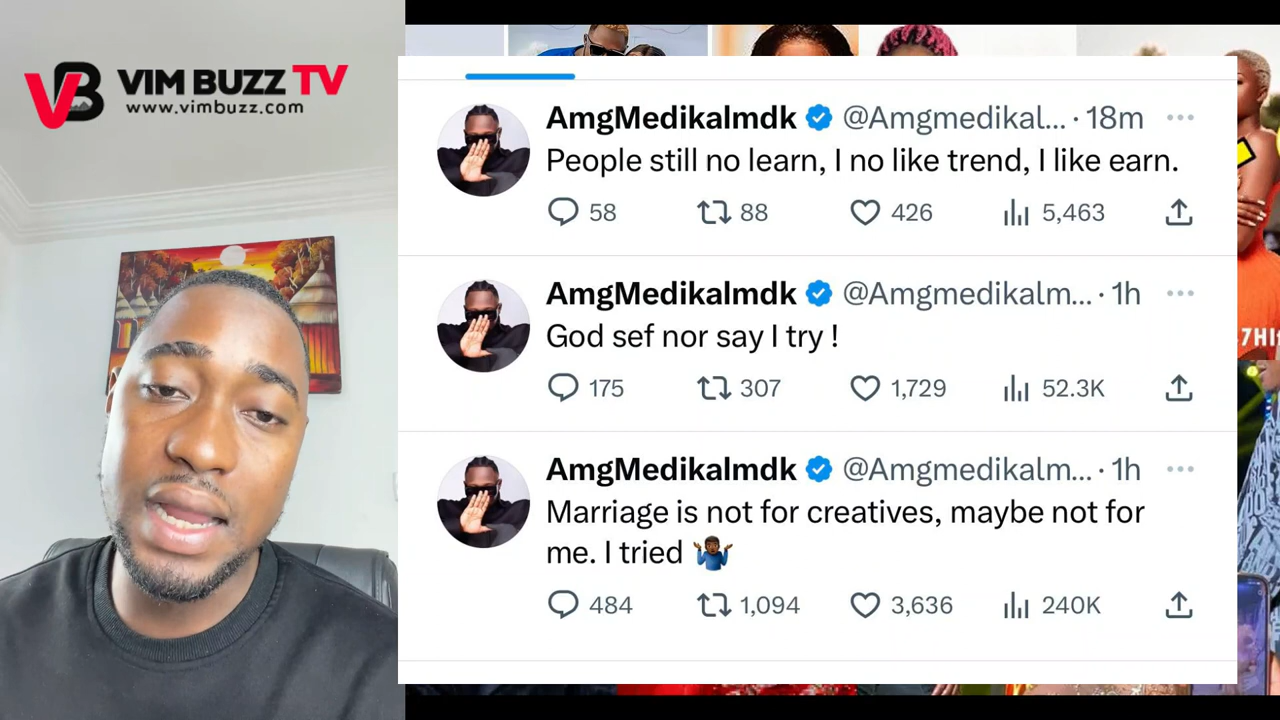 VB VIM BUZZ TV
www.vimbuzz.com
AmgMedikalmdk @Amgmedikal... · 18m
People still no learn, I no like trend, I like earn.
58 88 426 5,463
AmgMedikalmdk @Amgmedikalm... · 1h
God sef nor say I try !
175 307 1,729 52.3K
AmgMedikalmdk @Amgmedikalm... · 1h
Marriage is not for creatives, maybe not for
me. I tried 🤷🏾‍♂️
484 1,094 3,636 240K